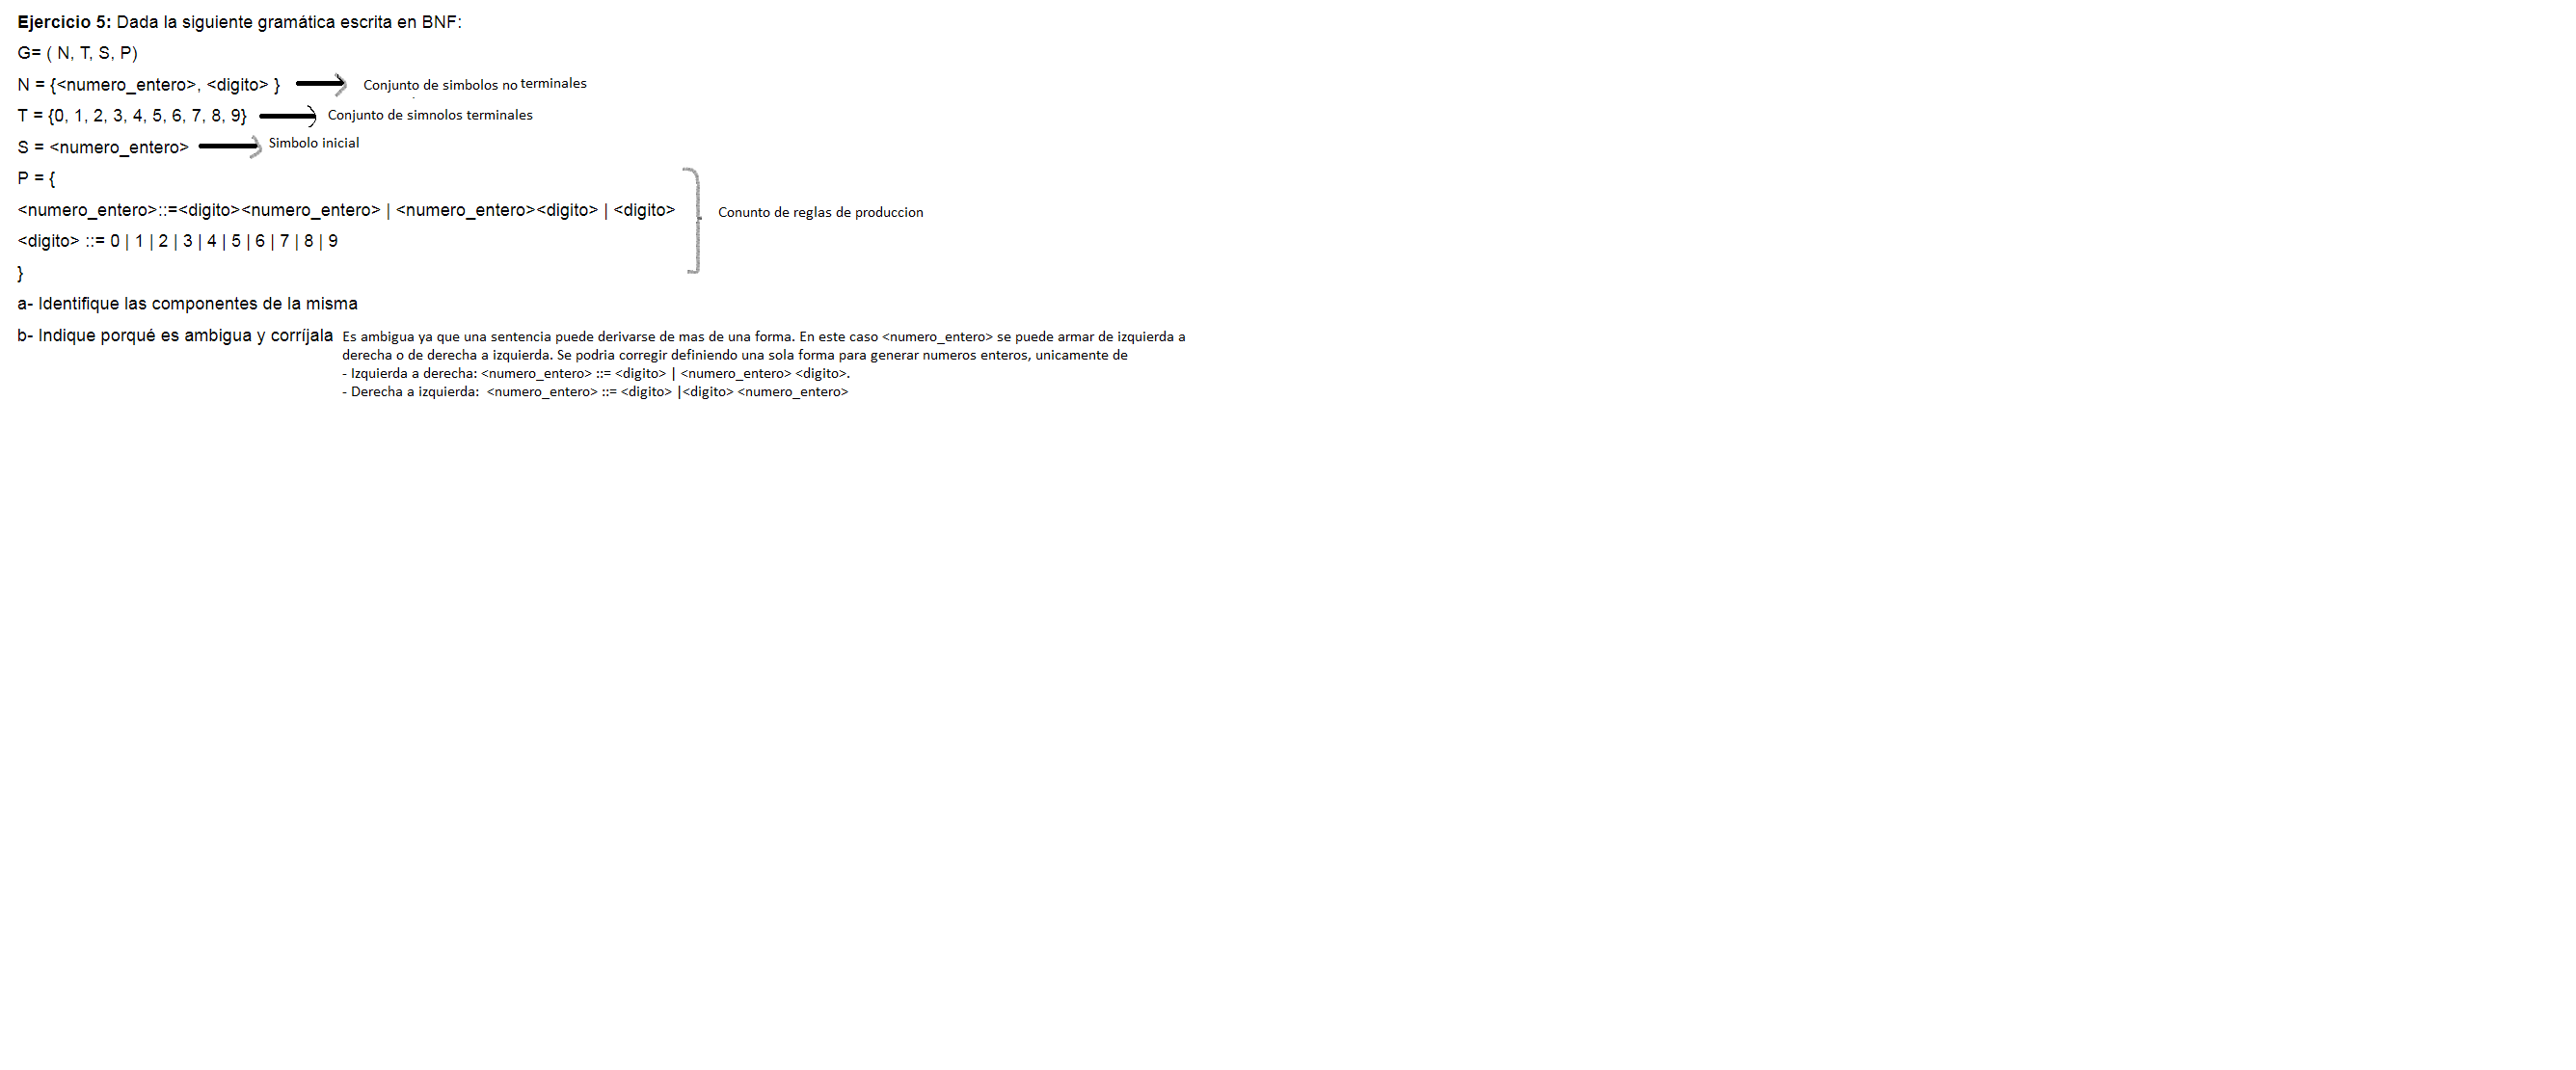 Ejercicio 5: Dada la siguiente gramática escrita en BNF:
G= ( N, T, S, P)
N = {<numero_entero>, <digito> } Conjunto de simbolos no terminales
T = {0, 1, 2, 3, 4, 5, 6, 7, 8, 9} Conjunto de simnolos terminales
S = <numero_entero> Simbolo inicial
P = {
<numero_entero>::=<digito><numero_entero> | <numero_entero><digito> | <digito> Conunto de reglas de produccion
<digito> ::= 0 | 1 | 2 | 3 | 4 | 5 | 6 | 7 | 8 | 9
}
a- Identifique las componentes de la misma
b- Indique porqué es ambigua y corríjala Es ambigua ya que una sentencia puede derivarse de mas de una forma. En este caso <numero_entero> se puede armar de izquierda a
derecha o de derecha a izquierda. Se podria corregir definiendo una sola forma para generar numeros enteros, unicamente de
- Izquierda a derecha: <numero_entero> ::= <digito> | <numero_entero> <digito>.
- Derecha a izquierda: <numero_entero> ::= <digito> |<digito> <numero_entero>